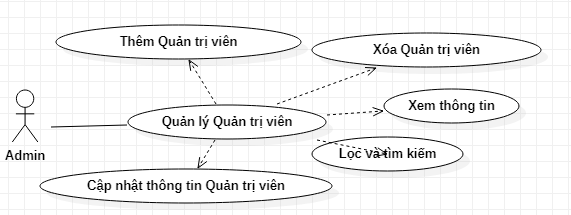 Thêm Quản trị viên
Xóa Quản trị viên
Xem thông tin
Quản lý Quản trị viên
Admin
Lọc và tìm kiếm
Cập nhật thông tin Quản trị viên